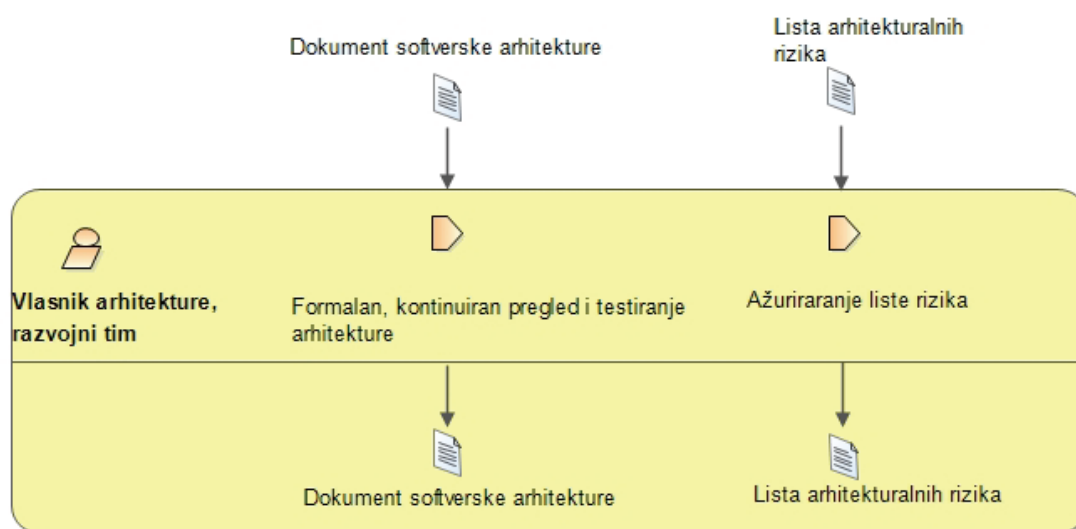 Dokument softverske arhitekture
Lista arhitekturalnih
rizika
Vlasnik arhitekture,
razvojni tim
Formalan, kontinuiran pregled i testiranje
arhitekture
Ažuriraranje liste rizika
Dokument softverske arhitekture
Lista arhitekturalnih rizika